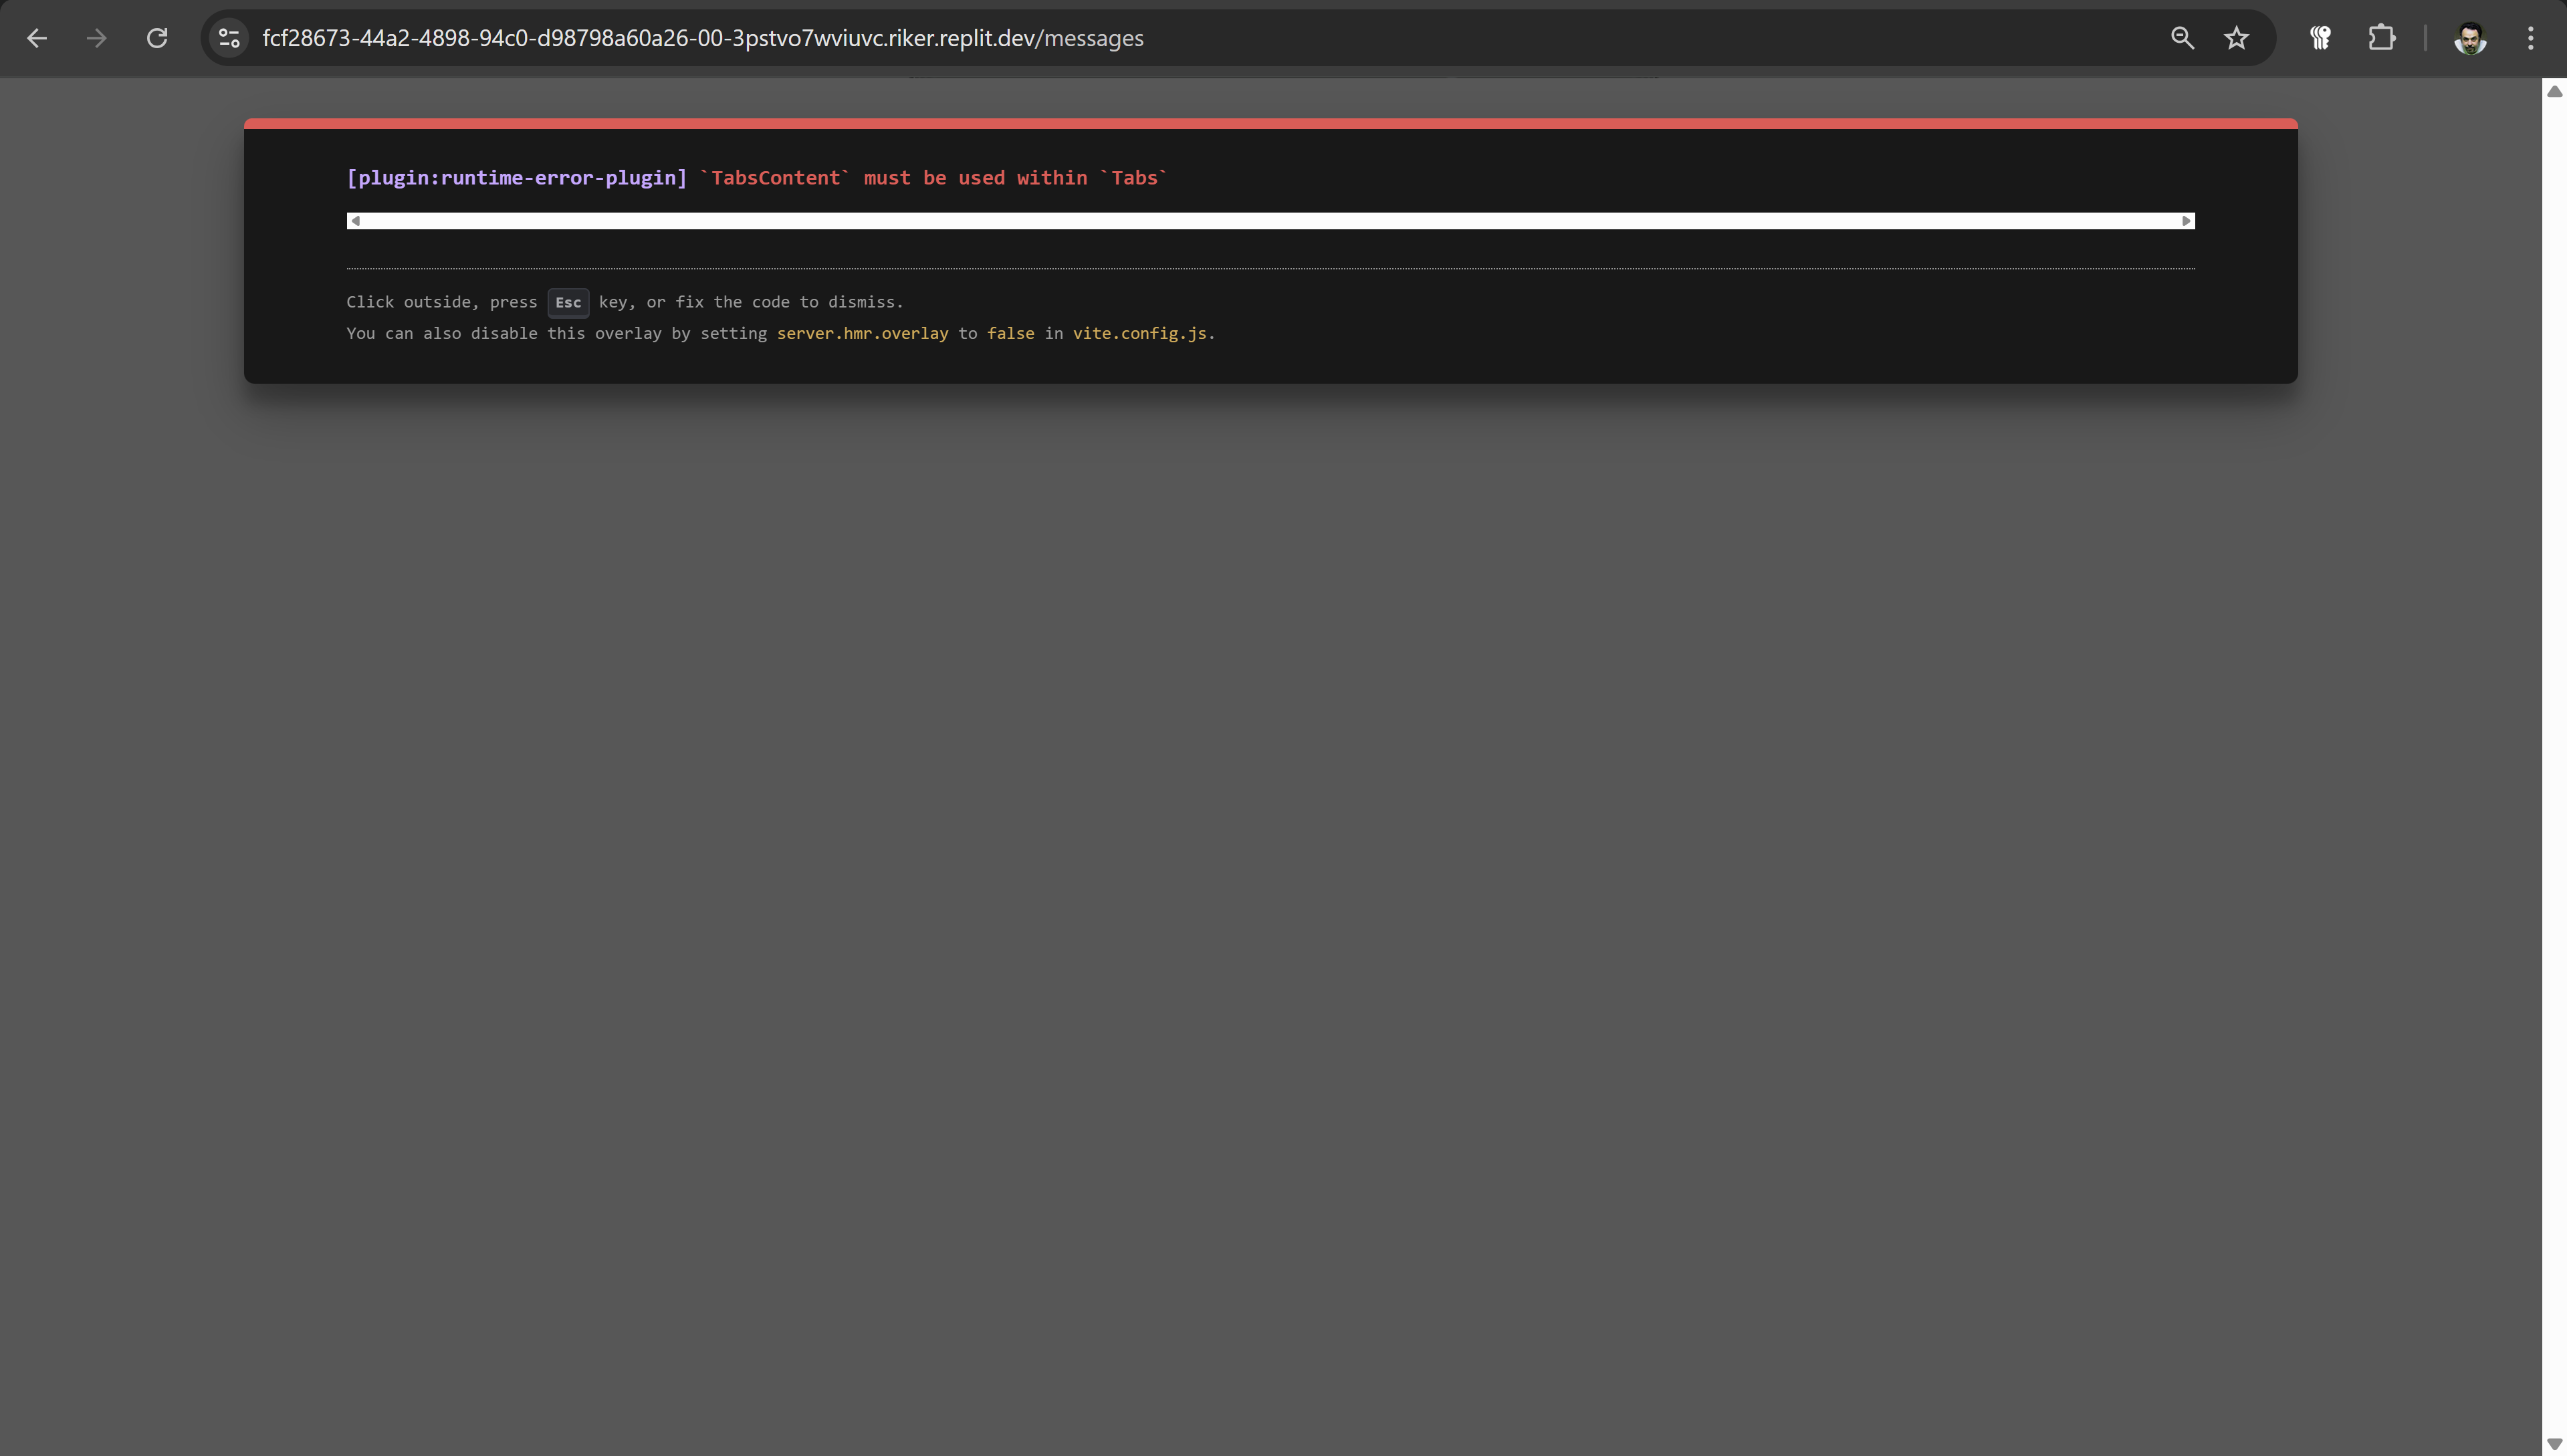 fcf28673-44a2-4898-94c0-d98798a60a26-00-3pstvo7wviuvc.riker.replit.dev/messages
[plugin:runtime-error-plugin] `TabsContent` must be used within `Tabs`
Click outside, press Esc key, or fix the code to dismiss.
You can also disable this overlay by setting server.hmr.overlay to false in vite.config.js.